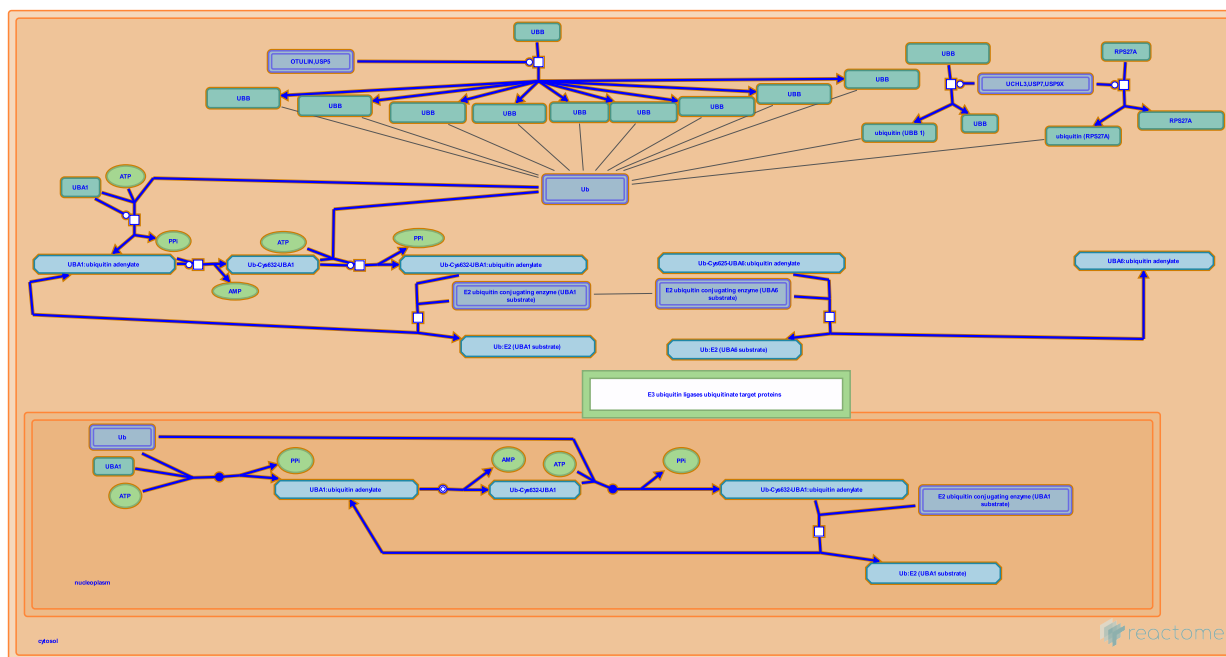 UBB
OTULIN,USP5
UBB
UBB
UBB
UBB
UBB
UBB
UBB
UBB
UBB
UBB
UCHL3,USP7,USP9X
RPS27A
ubiquitin (UBB 1)
UBB
ubiquitin (RPS27A)
RPS27A
Ub
ATP
UBA1
PPi
ATP
PPi
UBA1:ubiquitin adenylate
Ub-Cys632-UBA1
AMP
Ub-Cys632-UBA1:ubiquitin adenylate
Ub-Cys625-UBA6:ubiquitin adenylate
UBA6:ubiquitin adenylate
E2 ubiquitin conjugating enzyme (UBA1
substrate)
E2 ubiquitin conjugating enzyme (UBA6
substrate)
Ub:E2 (UBA1 substrate)
Ub:E2 (UBA6 substrate)
E3 ubiquitin ligases ubiquitinate target proteins
Ub
UBA1
ATP
PPi
UBA1:ubiquitin adenylate
AMP
ATP
Ub-Cys632-UBA1
PPi
Ub-Cys632-UBA1:ubiquitin adenylate
E2 ubiquitin conjugating enzyme (UBA1
substrate)
Ub:E2 (UBA1 substrate)
nucleoplasm
cytosol
reactome